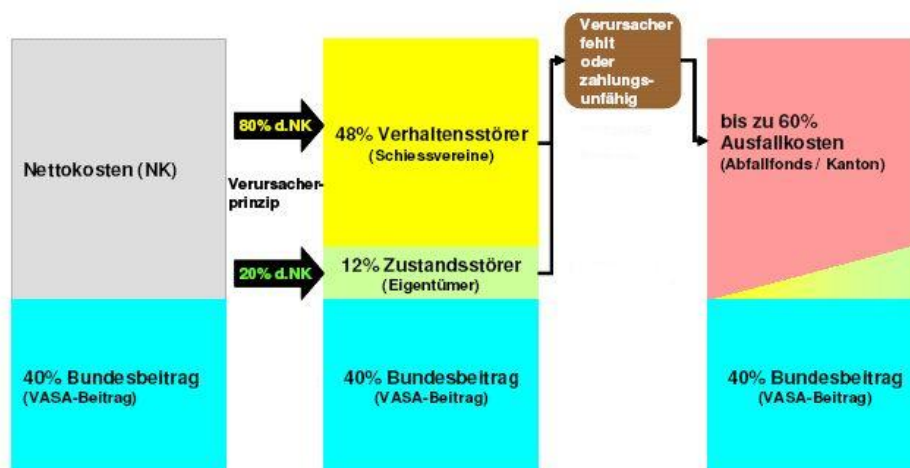 Nettokosten (NK)
40% Bundesbeitrag
(VASA-Beitrag)
80% d.NK
Verursacher-
prinzip
20% d.NK
48% Verhaltensstörer
(Schiessvereine)
12% Zustandsstörer
(Eigentümer)
40% Bundesbeitrag
(VASA-Beitrag)
Verursacher
fehlt
oder
zahlungs-
unfähig
bis zu 60%
Ausfallkosten
(Abfallfonds / Kanton)
40% Bundesbeitrag
(VASA-Beitrag)